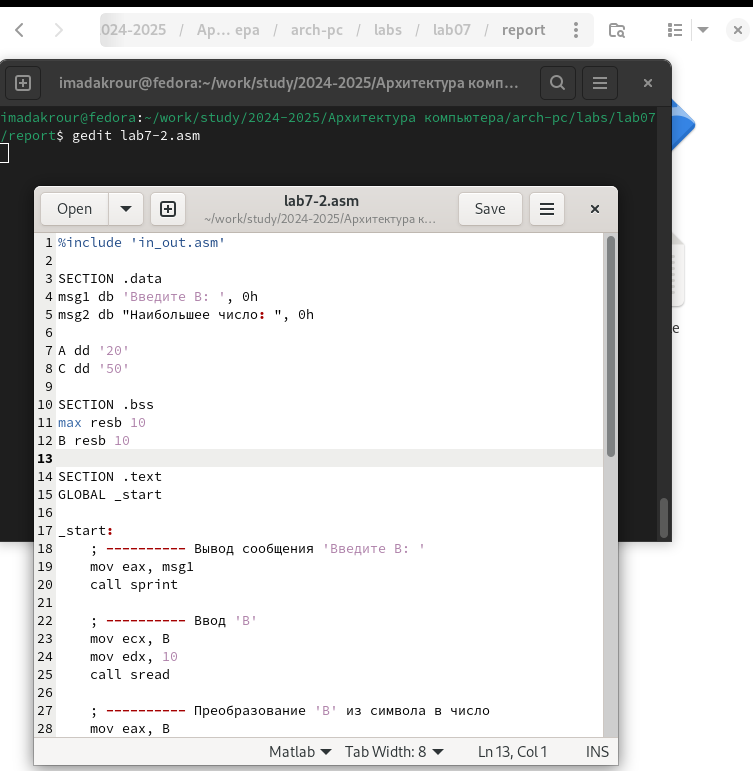 024-2025 / Ар… ера / arch-pc / labs / lab07 / report
imadakrour@fedora:~/work/study/2024-2025/Архитектура комп…
imadakrour@fedora:~/work/study/2024-2025/Архитектура компьютера/arch-pc/labs/lab07
/report$ gedit lab7-2.asm
Open
lab7-2.asm
~/work/study/2024-2025/Архитектура к…
Save
1 %include 'in_out.asm'
2
3 SECTION .data
4 msg1 db 'Введите B: ', 0h
5 msg2 db "Наибольшее число: ", 0h
6
7 A dd '20'
8 C dd '50'
9
10 SECTION .bss
11 max resb 10
12 B resb 10
13
14 SECTION .text
15 GLOBAL _start
16
17 _start:
18     ; ---------- Вывод сообщения 'Введите B: '
19     mov eax, msg1
20     call sprint
21
22     ; ---------- Ввод 'B'
23     mov ecx, B
24     mov edx, 10
25     call sread
26
27     ; ---------- Преобразование 'B' из символа в число
28     mov eax, B
Matlab Tab Width: 8 Ln 13, Col 1 INS
e